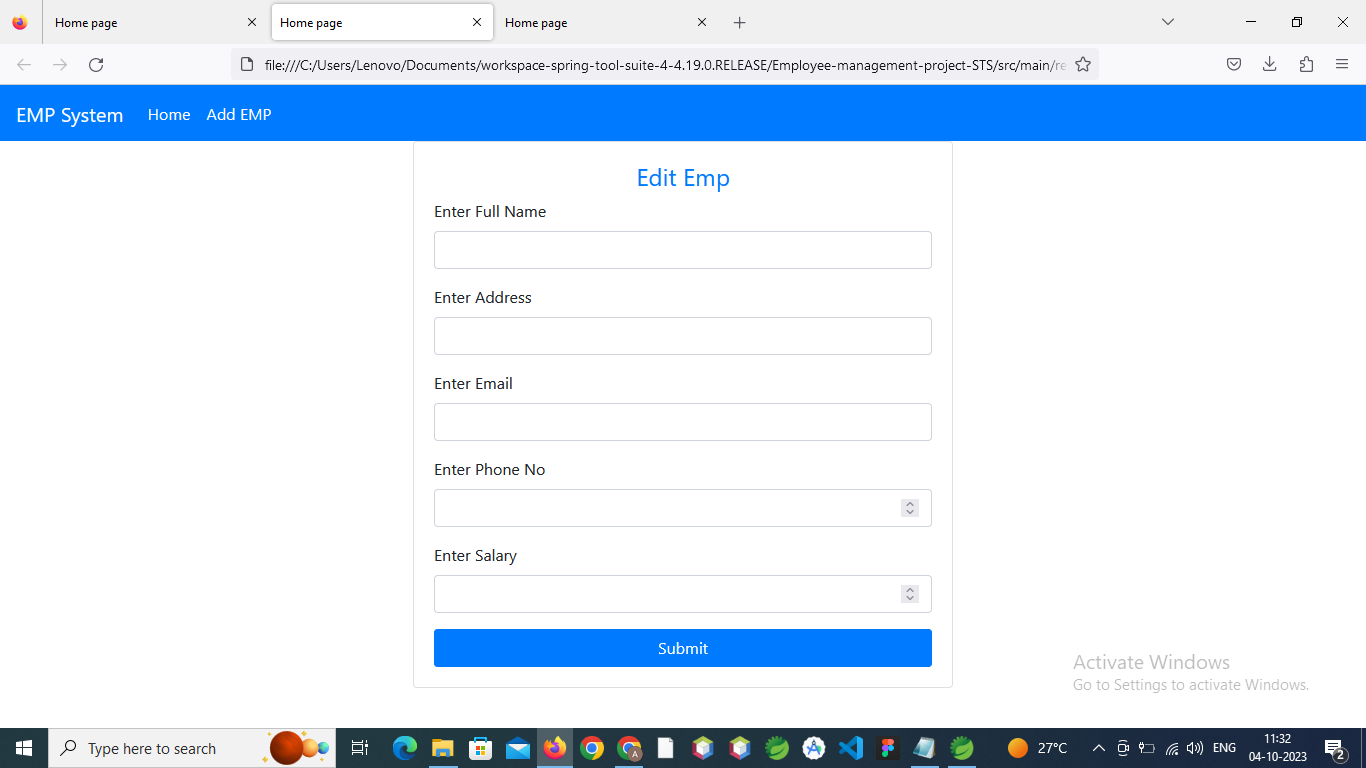 Home page
Home page
Home page
file:///C:/Users/Lenovo/Documents/workspace-spring-tool-suite-4-4.19.0.RELEASE/Employee-management-project-STS/src/main/re
EMP System Home Add EMP
Edit Emp
Enter Full Name
Enter Address
Enter Email
Enter Phone No
Enter Salary
Submit
Activate Windows
Go to Settings to activate Windows.
Type here to search
27°C
ENG
11:32
04-10-2023
2